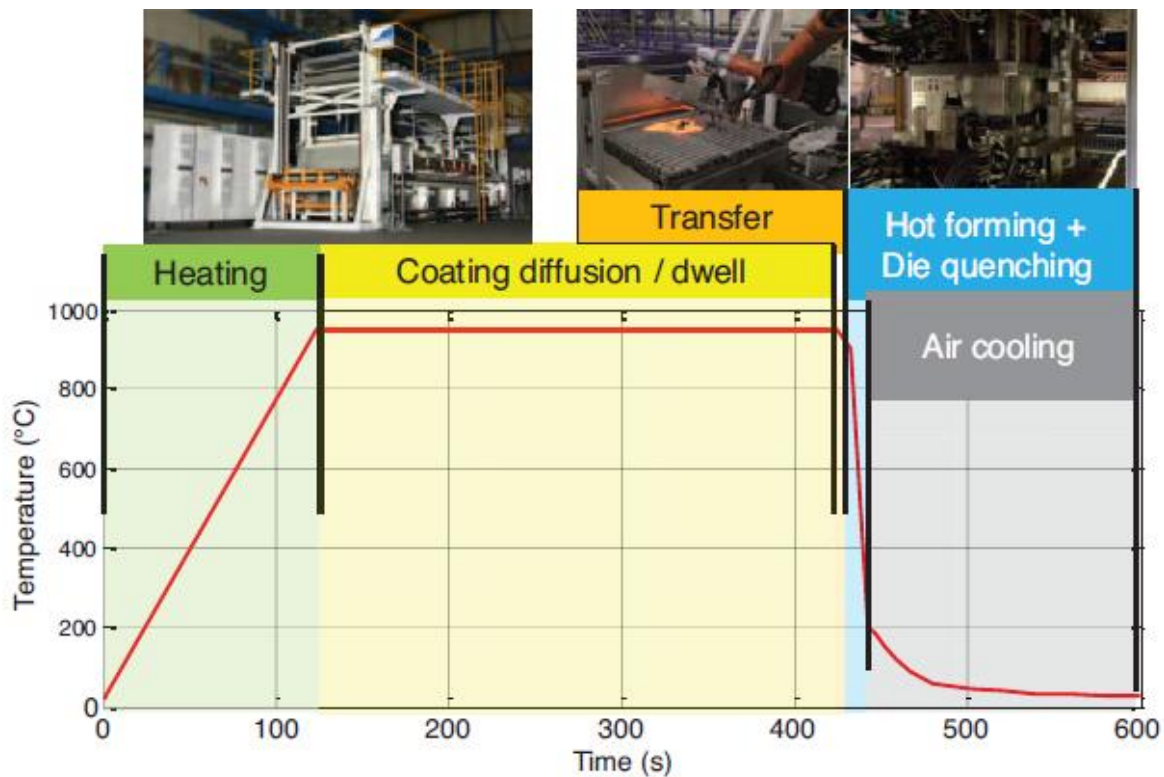 Transfer
Hot forming +
Die quenching
Heating
Coating diffusion / dwell
Air cooling
1000
800
600
400
200
0
Temperature (°C)
0
100
200
300
400
500
600
Time (s)